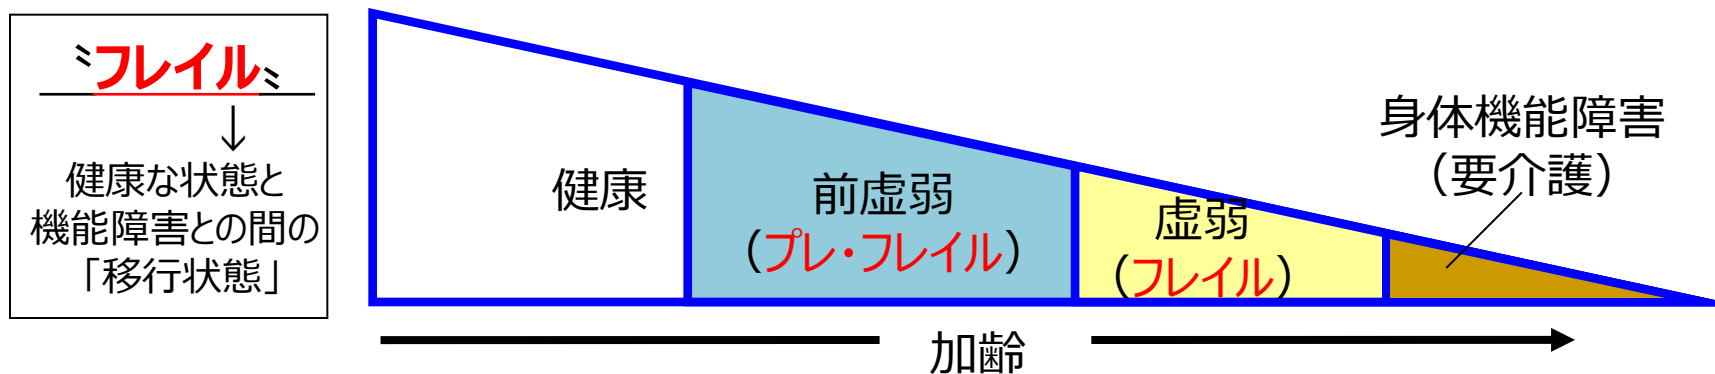 〝フレイル〟
↓
健康な状態と
機能障害との間の
「移行状態」
健康
前虚弱
（プレ・フレイル）
虚弱
（フレイル）
身体機能障害
（要介護）
加齢